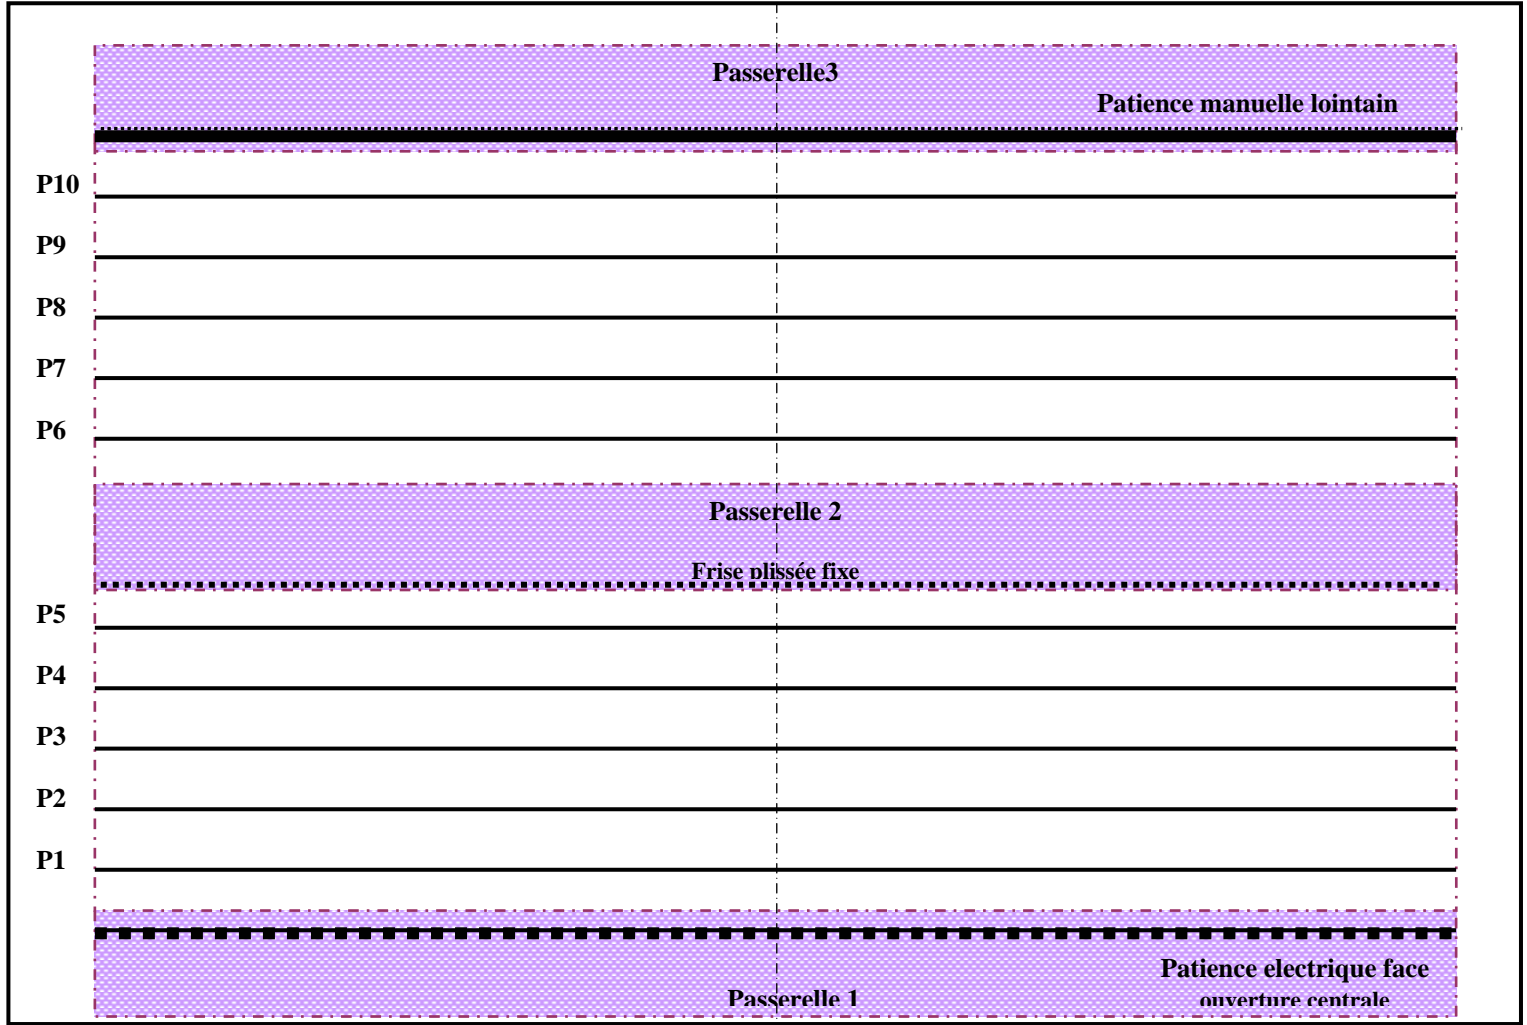 Passerelle3
Patience manuelle lointain
P10
P9
P8
P7
P6
Passerelle 2
Frise plissée fixe
P5
P4
P3
P2
P1
Patience electrique face
Passerelle 1
ouverture centrale